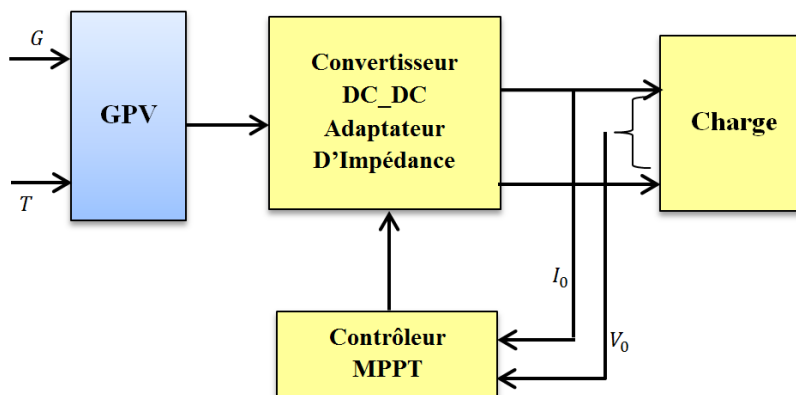 G
T
GPV
Convertisseur
DC_DC
Adaptateur
D’Impédance
Charge
I₀
V₀
Contrôleur
MPPT